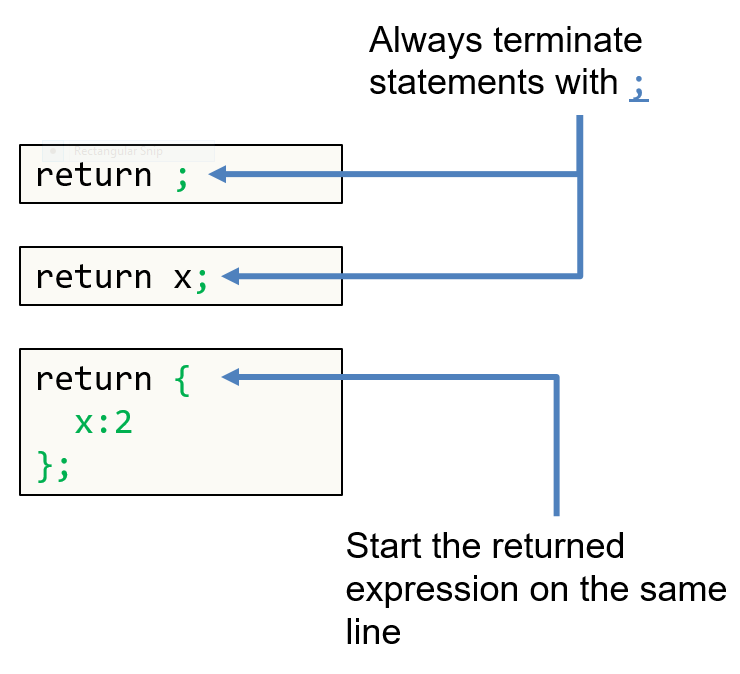 Always terminate
statements with ;
Rectangular Snip
return ;
return x;
return {
x:2
};
Start the returned
expression on the same
line